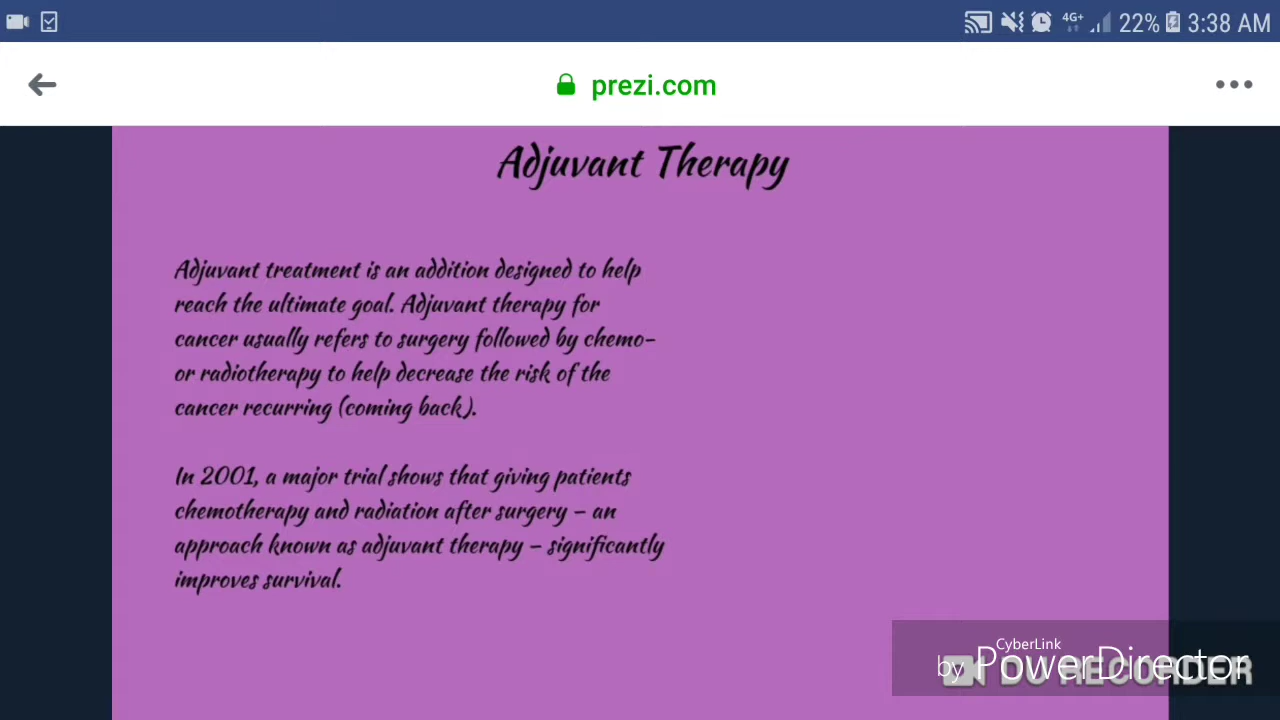 4G+ 22% 3:38 AM
prezi.com
Adjuvant Therapy
Adjuvant treatment is an addition designed to help
reach the ultimate goal. Adjuvant therapy for
cancer usually refers to surgery followed by chemo-
or radiotherapy to help decrease the risk of the
cancer recurring (coming back).
In 2001, a major trial shows that giving patients
chemotherapy and radiation after surgery – an
approach known as adjuvant therapy – significantly
improves survival.
CyberLink
by PowerDirector
DU RECORDER